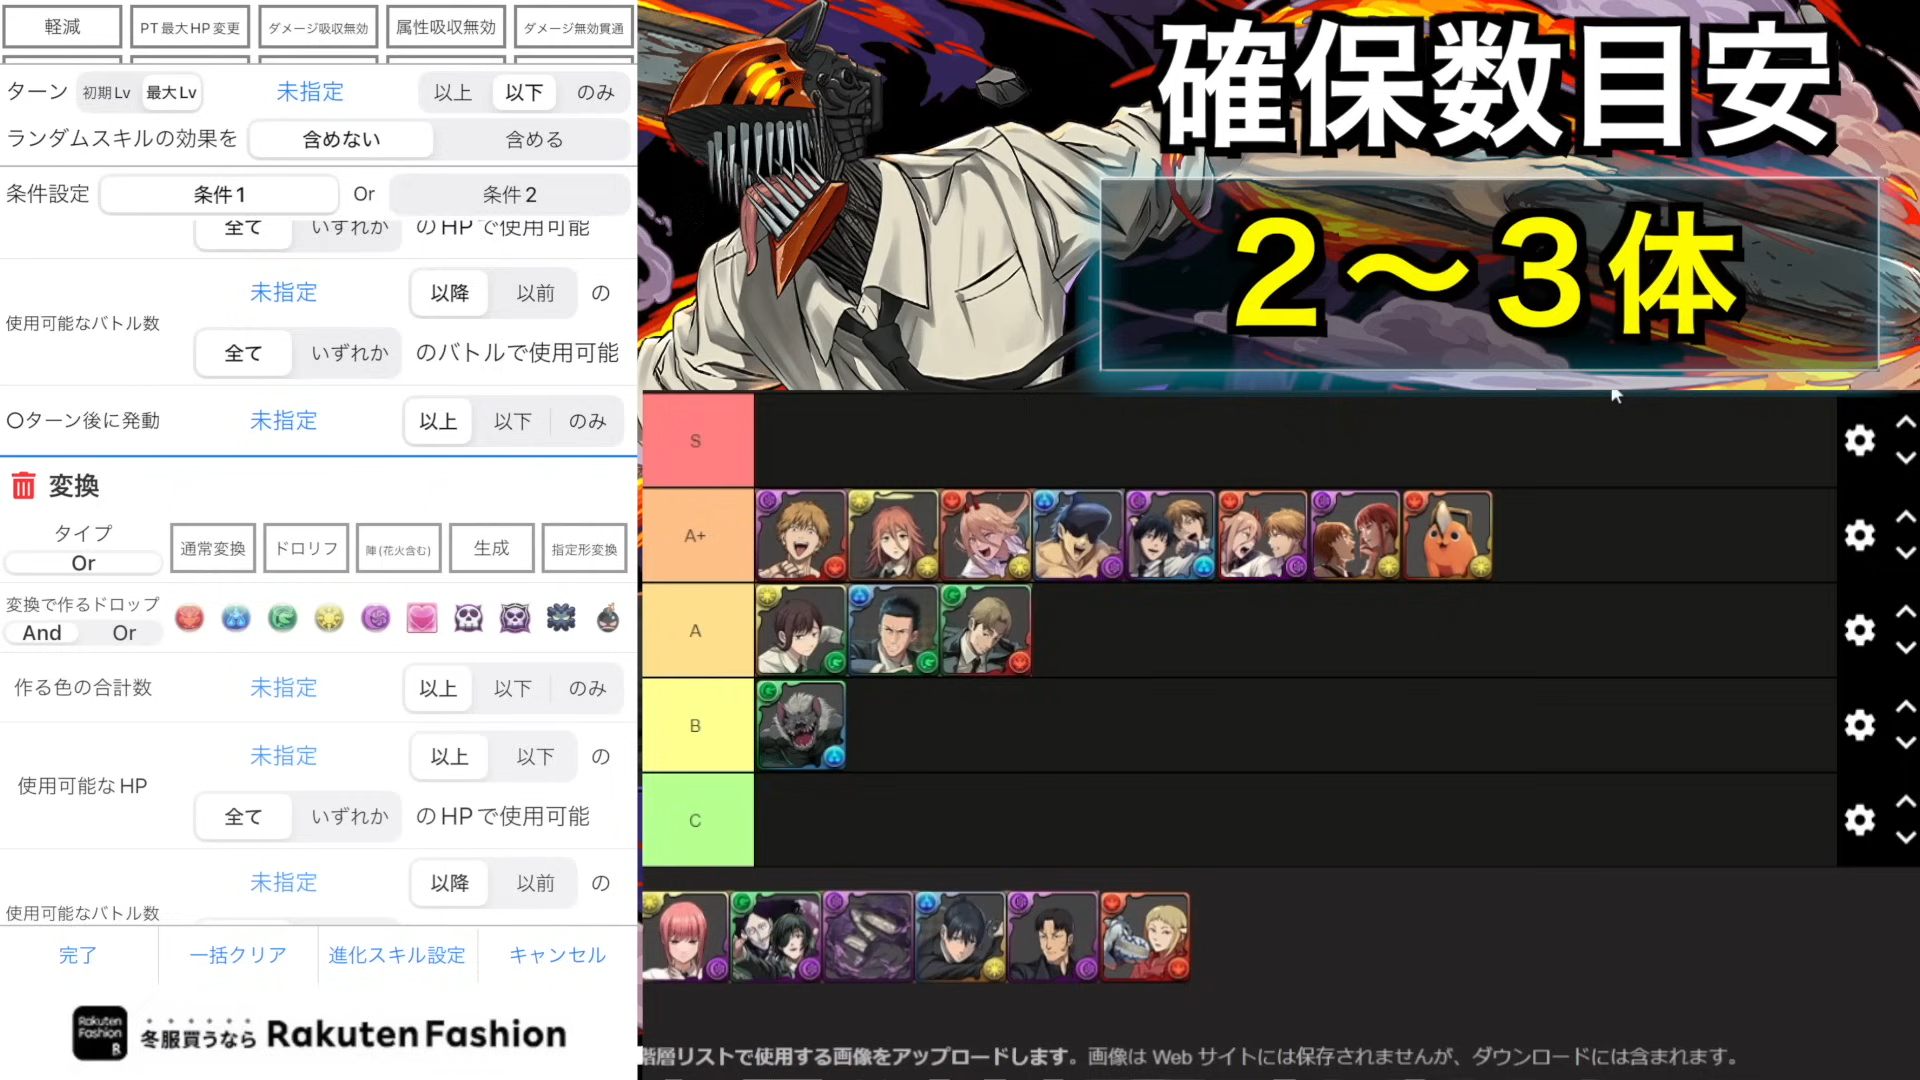 軽減
PT最大HP変更
ダメージ吸収無効
属性吸収無効
ダメージ無効貫通
ターン 初期Lv 最大Lv 未指定 以上 以下 のみ
ランダムスキルの効果を 含めない 含める
条件設定 条件1 Or 条件2
全て いずれか のHPで使用可能
未指定 以降 以前 の
使用可能なバトル数
全て いずれか のバトルで使用可能
〇ターン後に発動 未指定 以上 以下 のみ
変換
タイプ
Or
通常変換 ドロリフ 陣(花火含む) 生成 指定形変換
変換で作るドロップ
And Or
作る色の合計数 未指定 以上 以下 のみ
未指定 以上 以下 の
使用可能なHP
全て いずれか のHPで使用可能
未指定 以降 以前 の
使用可能なバトル数
完了 一括クリア 進化スキル設定 キャンセル
Rakuten Fashion R
冬服買うなら Rakuten Fashion
確保数目安
2～3体
S
A+
A
B
C
階層リストで使用する画像をアップロードします。画像は Web サイトには保存されませんが、ダウンロードには含まれます。